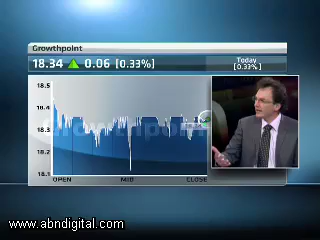 Growthpoint
18.34 0.06 [0.33%]
Today
[0.33%]
18.5
18.4
18.3
18.2
18.1
Growthpoint
OPEN MID CLOSE
www.abndigital.com